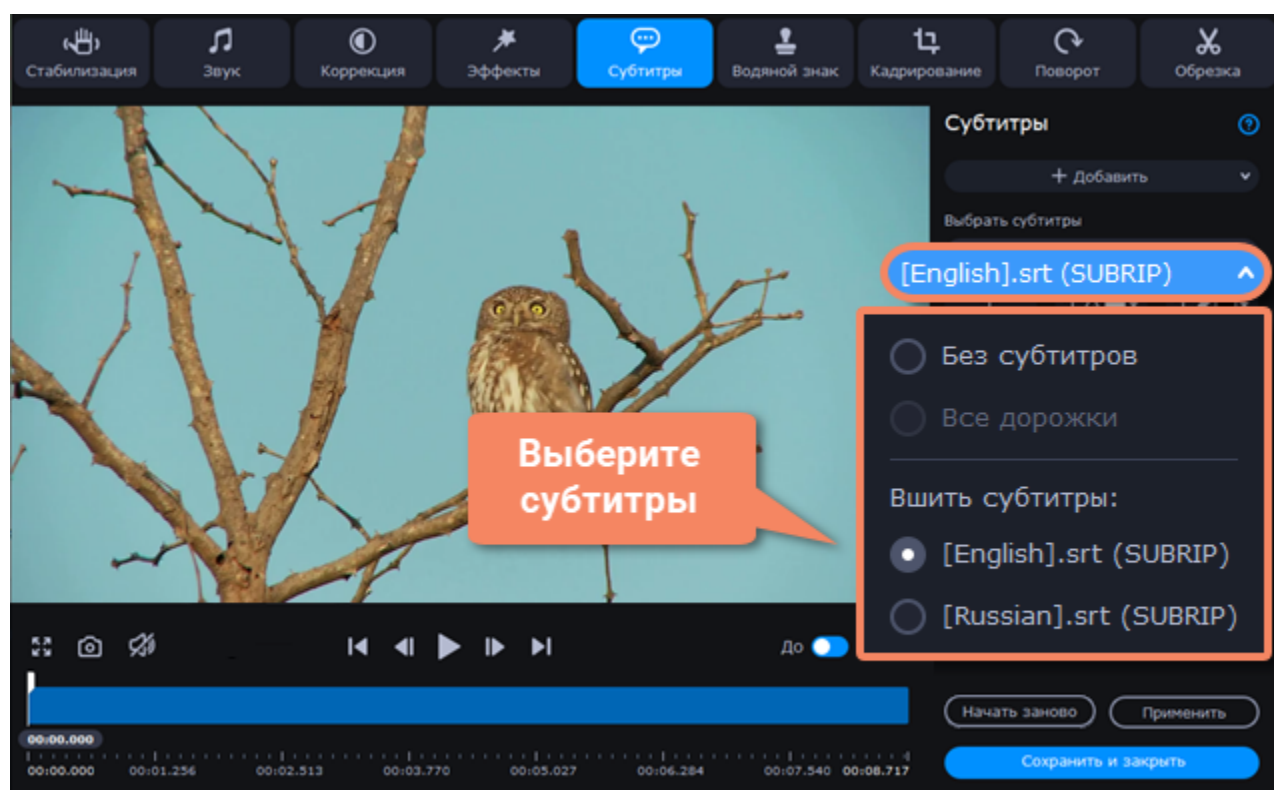 Стабилизация
Звук
Коррекция
Эффекты
Субтитры
Водяной знак
Кадрирование
Поворот
Обрезка
Субтитры
?
+ Добавить
Выбрать субтитры
[English].srt (SUBRIP)
Без субтитров
Все дорожки
Вшить субтитры:
[English].srt (SUBRIP)
[Russian].srt (SUBRIP)
Выберите
субтитры
До
Начать заново
Применить
00:00.000
00:00.000 00:01.256 00:02.513 00:03.770 00:05.027 00:06.284 00:07.540 00:08.717
Сохранить и закрыть